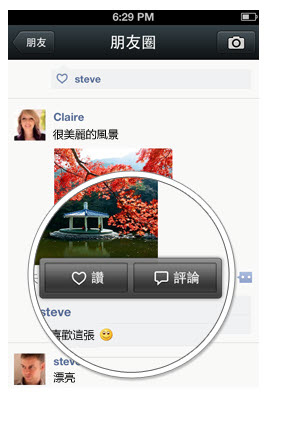 6:29 PM
朋友
朋友圈
steve
Claire
很美麗的風景
讚
評論
steve
喜歡這張
steve
漂亮